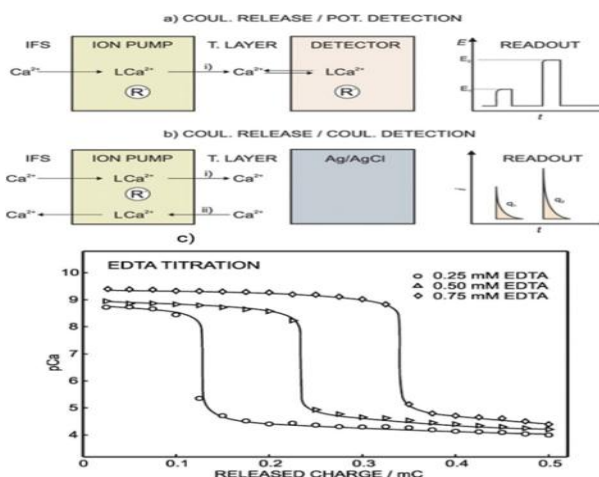 a) COUL. RELEASE / POT. DETECTION
IFS ION PUMP T. LAYER DETECTOR READOUT
Ca²⁺ LCa²⁺ i) Ca²⁺ LCa²⁺
R R
E
E
E
t
b) COUL. RELEASE / COUL. DETECTION
IFS ION PUMP T. LAYER Ag/AgCl READOUT
Ca²⁺ LCa²⁺ i) Ca²⁺
R
Ca²⁺ LCa²⁺ ii) Ca²⁺
i
t
c)
EDTA TITRATION
○ 0.25 mM EDTA
△ 0.50 mM EDTA
◇ 0.75 mM EDTA
pCa
10
9
8
7
6
5
4
0 0.1 0.2 0.3 0.4 0.5
RELEASED CHARGE / mC